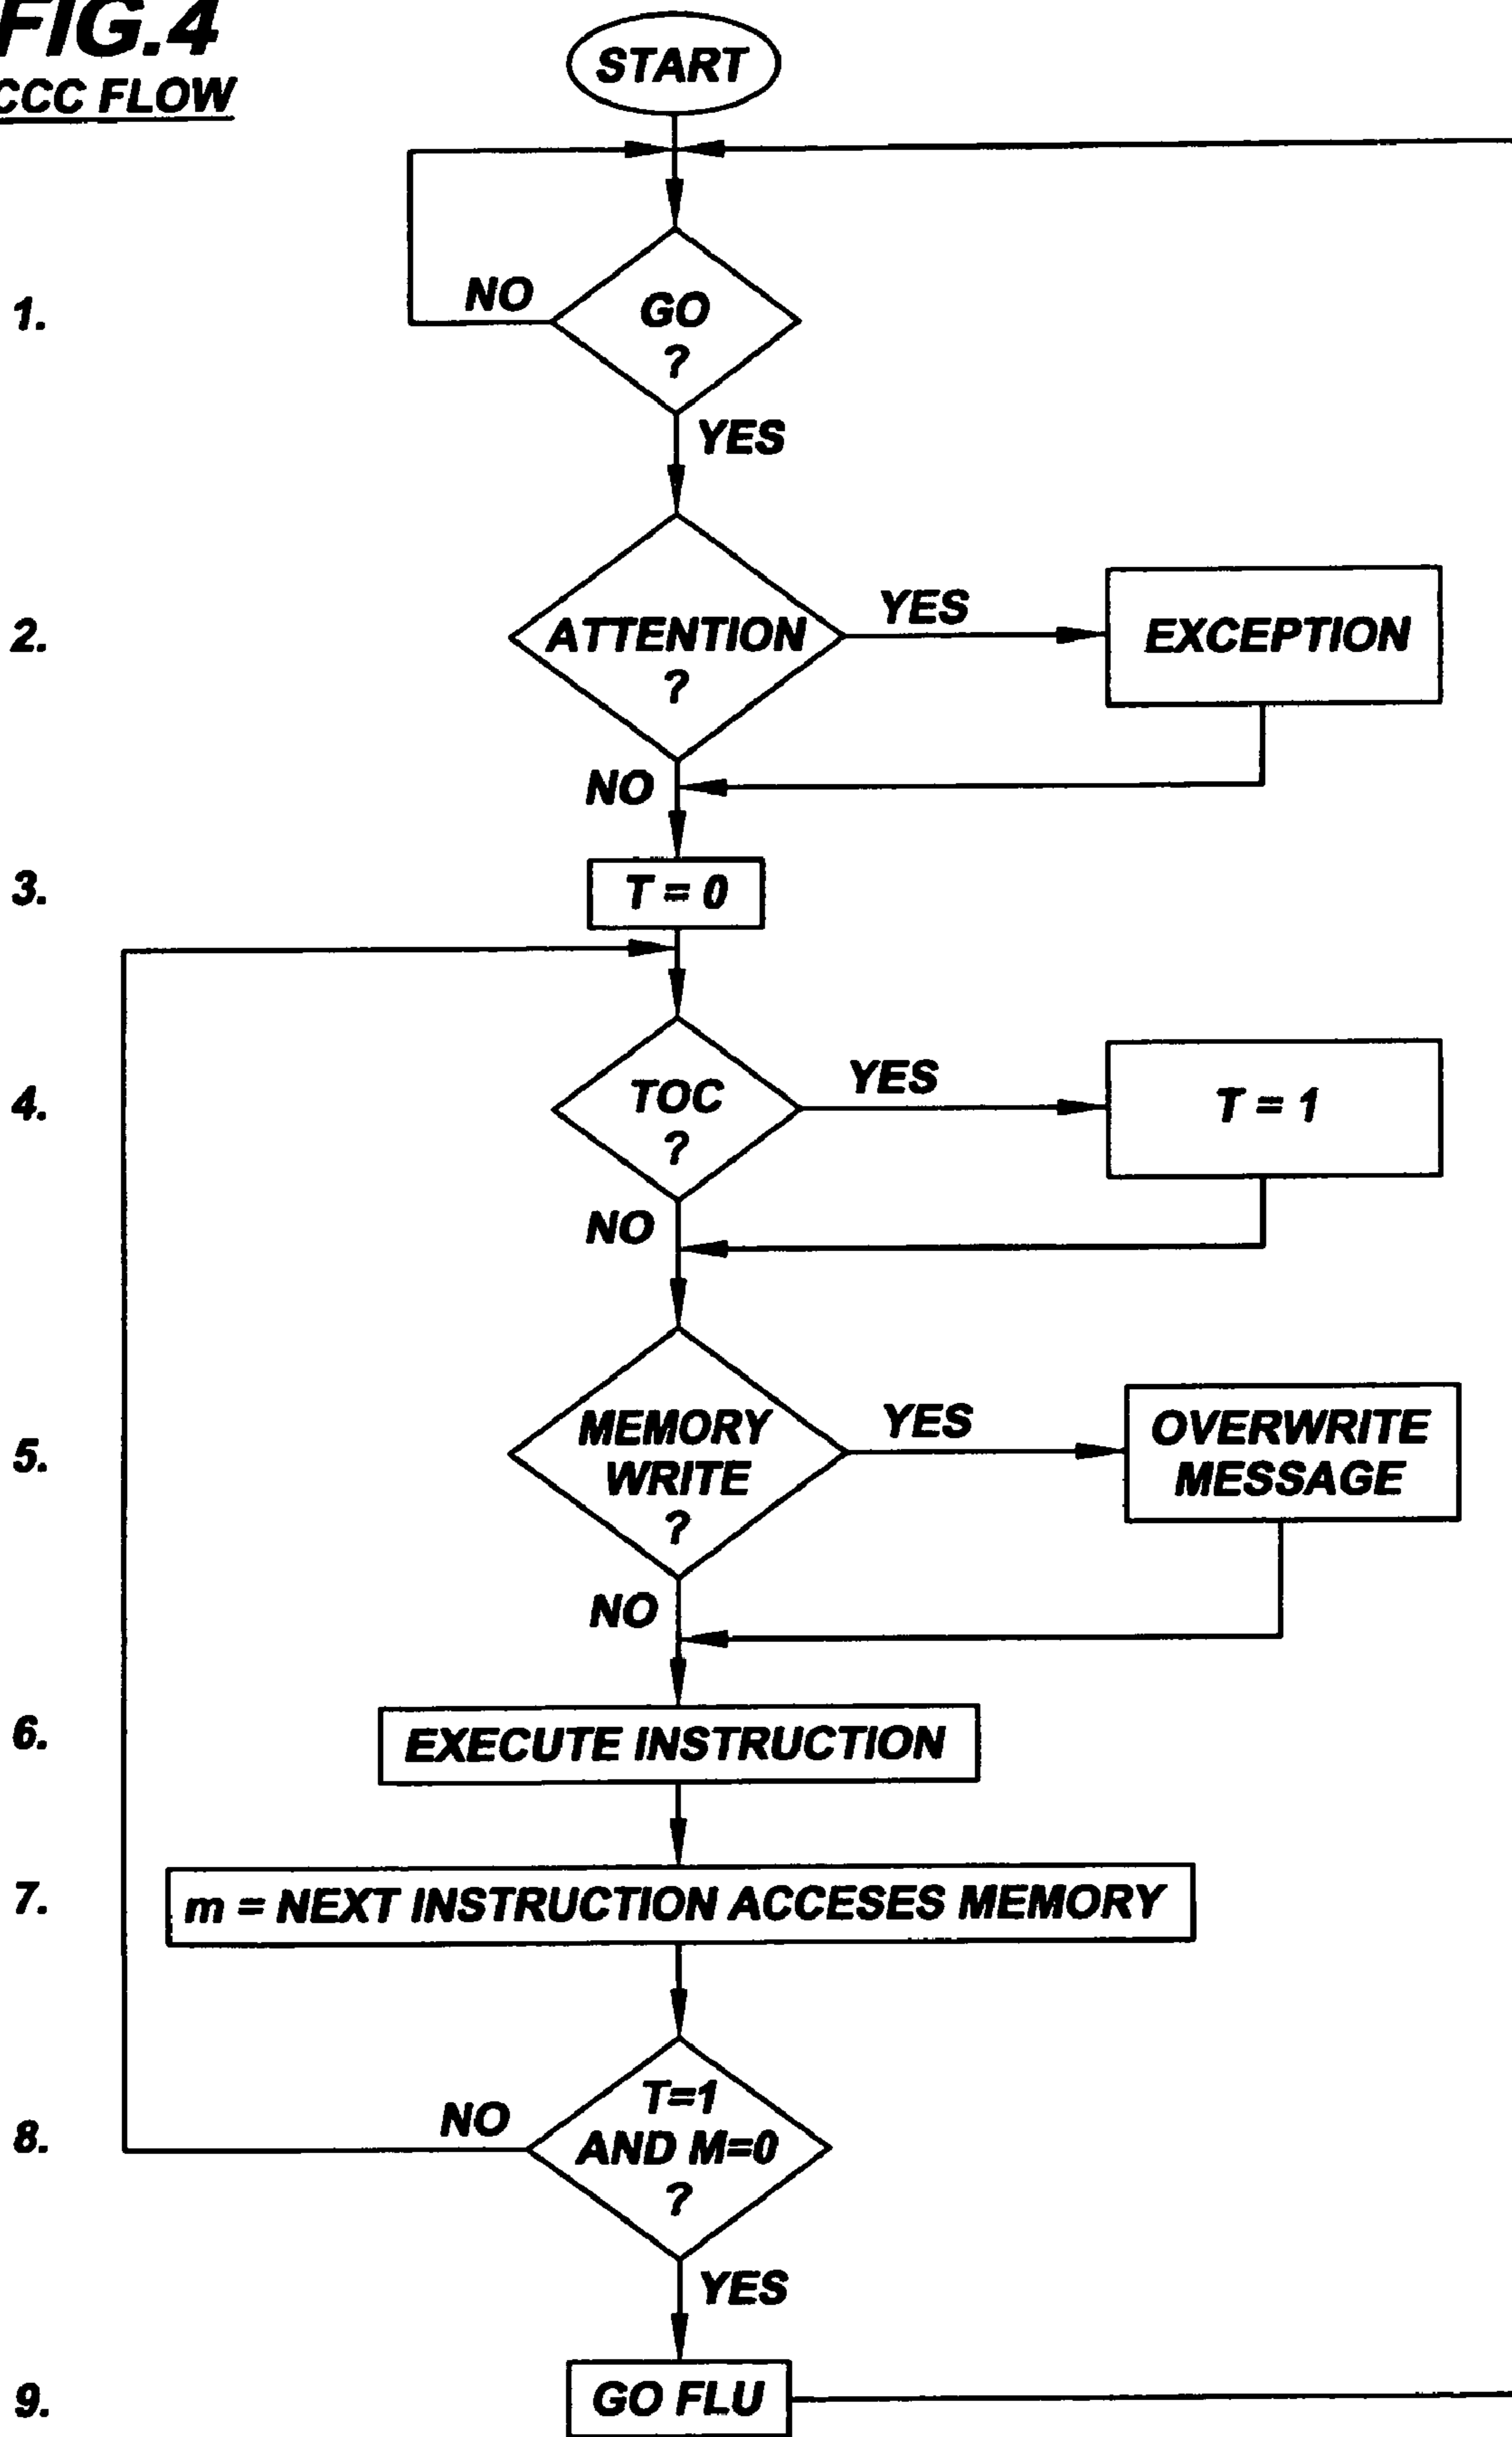 FIG.4
CCC FLOW
START
1.
NO
GO
?
YES
2.
ATTENTION
?
YES
EXCEPTION
NO
3.
T = 0
4.
TOC
?
YES
T = 1
NO
5.
MEMORY
WRITE
?
YES
OVERWRITE
MESSAGE
NO
6.
EXECUTE INSTRUCTION
7.
m = NEXT INSTRUCTION ACCESES MEMORY
8.
NO
T=1
AND M=0
?
YES
9.
GO FLU